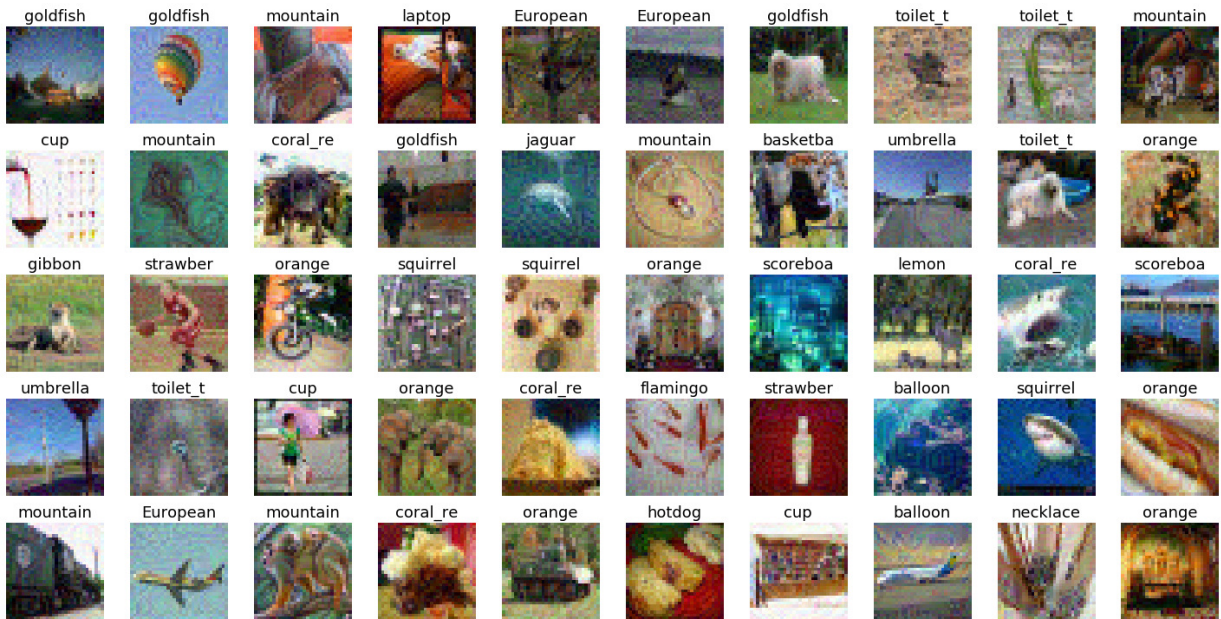 goldfish goldfish mountain laptop European European goldfish toilet_t toilet_t mountain
cup mountain coral_re goldfish jaguar mountain basketba umbrella toilet_t orange
gibbon strawber orange squirrel squirrel orange scoreboa lemon coral_re scoreboa
umbrella toilet_t cup orange coral_re flamingo strawber balloon squirrel orange
mountain European mountain coral_re orange hotdog cup balloon necklace orange